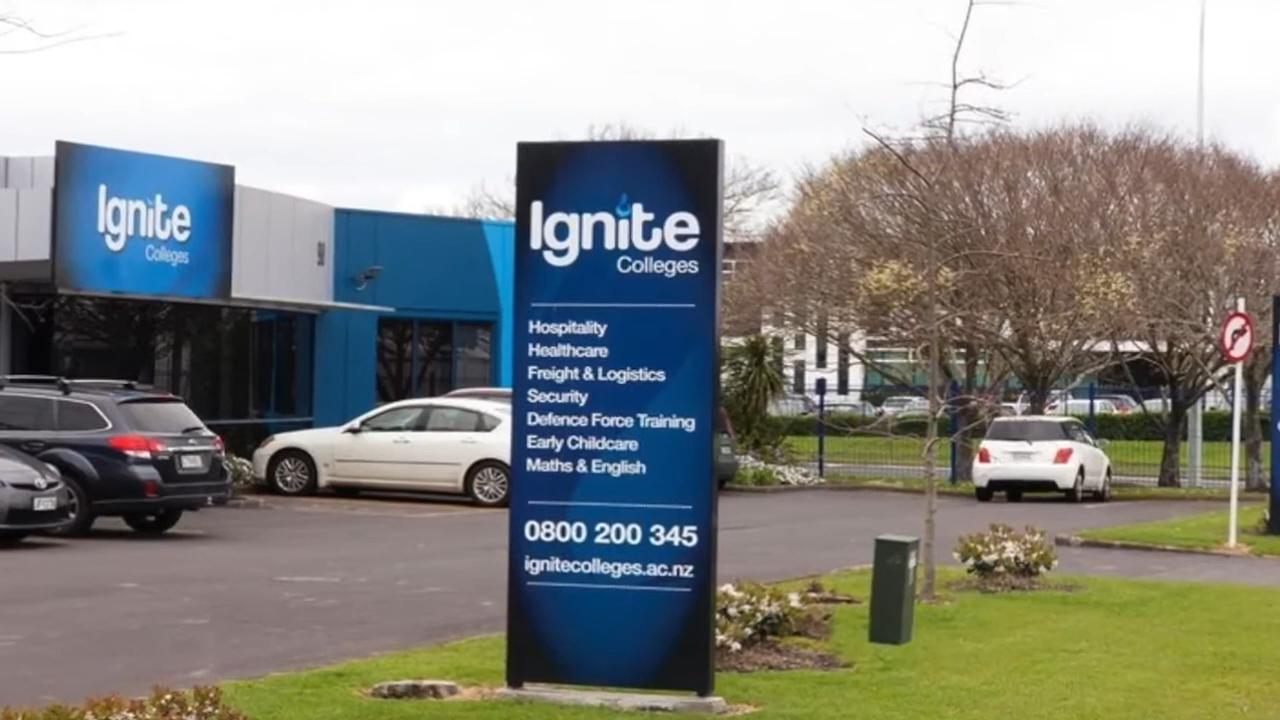 Ignite
Colleges
Ignite
Colleges
Hospitality
Healthcare
Freight & Logistics
Security
Defence Force Training
Early Childcare
Maths & English
0800 200 345
ignitecolleges.ac.nz